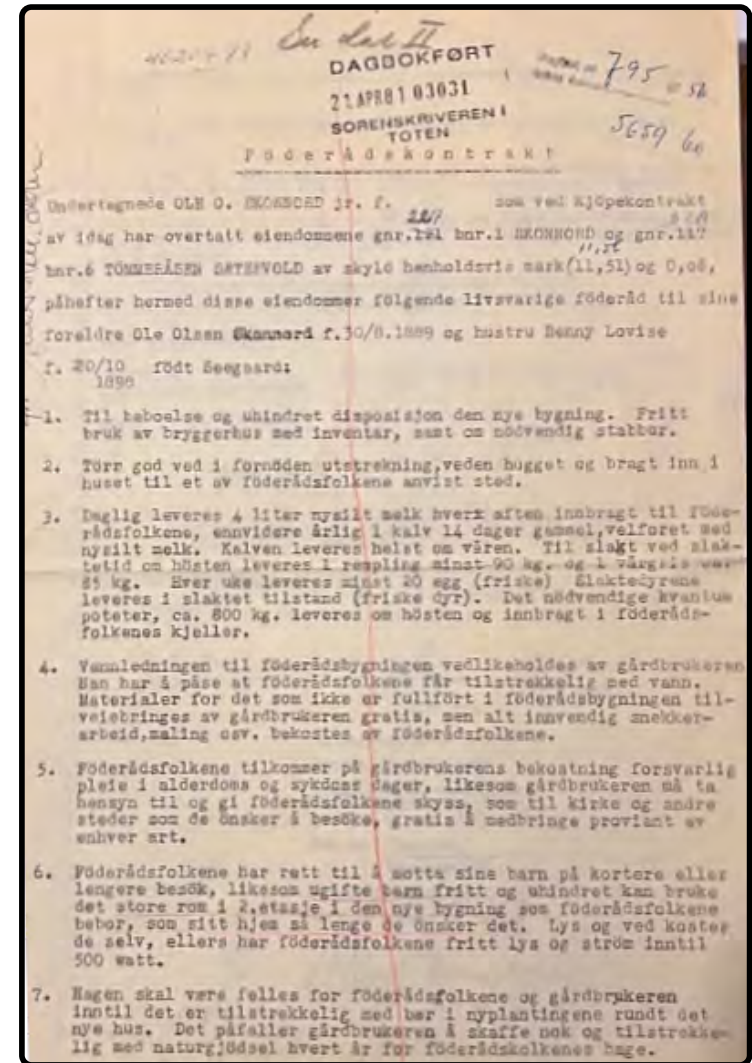 En del II
DAGBOKFØRT
21 APR 81 03031
SORENSKRIVEREN I
TOTEN
795
56
5659 60
Föderådskontrakt
Undertegnede OLE O. SKONNORD jr. f. som ved Kjöpekontrakt
av idag har overtatt eiendommene gnr. bnr.1 SKONNORD og gnr.117
11,51
bnr.6 TÖMMERÅSEN SÆTERVOLD av skyld henholdsvis mark(11,51)og 0,08,
påhefter hermed disse eiendommer fölgende livsvarige föderåd til sine
foreldre Ole Olsen Skonnord f.30/8.1889 og hustru Benny Lovise
f. 20/10 född Seegaard:
1898
1. Til beboelse og uhindret disposisjon den nye bygning. Fritt
bruk av bryggerhus med inventar, samt om nödvendig stabbur.
2. Törr god ved i fornöden utstrekning,veden hugget og bragt inn i
huset til et av föderådsfolkene anvist sted.
3. Daglig leveres 4 liter nysilt melk hver aften innbragt til föde-
rådsfolkene, ennvidere årlig 1 kalv 14 dager gammel,velforet med
nysilt melk. Kalven leveres helst om våren. Til slakt ved slak-
tetid om hösten leveres 1 minst 90 kg. og 1 vårgris
85 kg. Hver uke leveres minst 20 egg (friske) Slaktedyrene
leveres i slaktet tilstand (friske dyr). Det nödvendige kvantum
poteter, ca. 800 kg. leveres om hösten og innbragt i föderåds-
folkenes kjeller.
4. Vannledningen til föderådsbygningen vedlikeholdes av gårdbrukeren
Han har å påse at föderådsfolkene får tilstrekkelig med vann.
Materialer for det som ikke er fullfört i föderådsbygningen til-
veiebringes av gårdbrukeren gratis, men alt innvendig snekker-
arbeid,maling osv. bekostes av föderådsfolkene.
5. Föderådsfolkene tilkommer på gårdbrukerens bekostning forsvarlig
pleie i alderdoms og sykdoms dager, likesom gårdbrukeren må ta
hensyn til og gi föderådsfolkene skyss, som til kirke og andre
steder som de önsker å besöke, gratis å medbringe proviant av
enhver art.
6. Föderådsfolkene har rett til å motta sine barn på kortere eller
lengere besök, likesom ugifte barn fritt og uhindret kan bruke
det store rom i 2.etasje i den nye bygning som föderådsfolkene
bebor, som sitt hjem så lenge de önsker det. Lys og ved koster
de selv, ellers har föderådsfolkene fritt lys og ström inntil
500 watt.
7. Hagen skal være felles for föderådsfolkene og gårdbrukeren
inntil det er tilstrekkelig med bær i nyplantingene rundt det
nye hus. Det påfaller gårdbrukeren å skaffe nok og tilstrekke-
lig med naturgjödsel hvert år for föderådskolkenes hage.